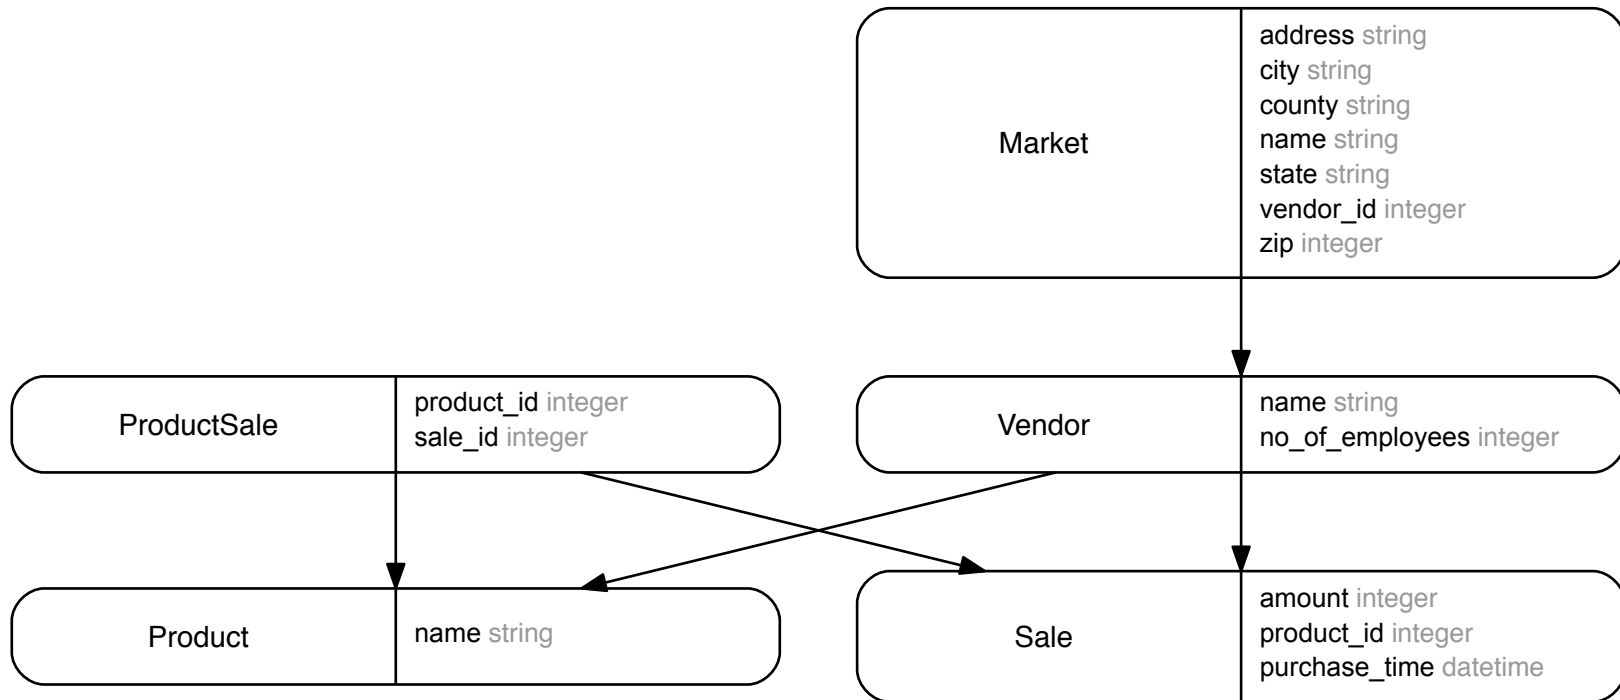 Market
address string
city string
county string
name string
state string
vendor_id integer
zip integer
ProductSale
product_id integer
sale_id integer
Vendor
name string
no_of_employees integer
Product
name string
Sale
amount integer
product_id integer
purchase_time datetime